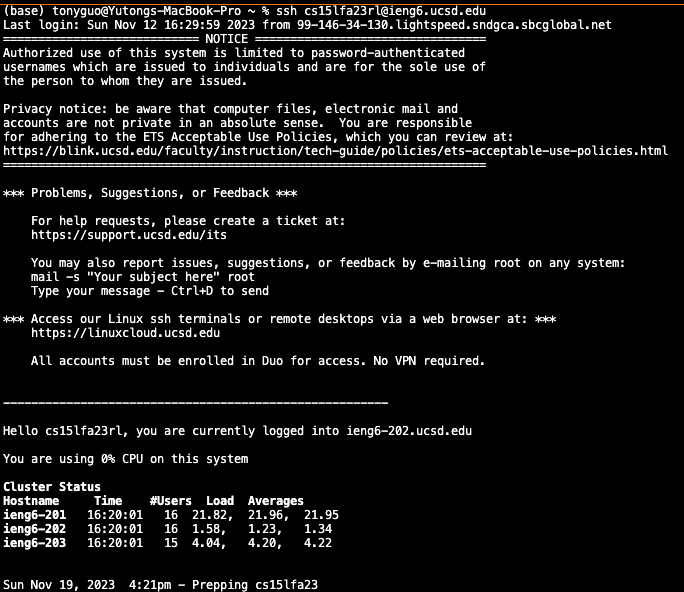 (base) tonyguo@Yutongs-MacBook-Pro ~ % ssh cs15lfa23rl@ieng6.ucsd.edu
Last login: Sun Nov 12 16:29:59 2023 from 99-146-34-130.lightspeed.sndgca.sbcglobal.net
============================ NOTICE =================================
Authorized use of this system is limited to password-authenticated
usernames which are issued to individuals and are for the sole use of
the person to whom they are issued.

Privacy notice: be aware that computer files, electronic mail and
accounts are not private in an absolute sense.  You are responsible
for adhering to the ETS Acceptable Use Policies, which you can review at:
https://blink.ucsd.edu/faculty/instruction/tech-guide/policies/ets-acceptable-use-policies.html
=====================================================================

*** Problems, Suggestions, or Feedback ***

    For help requests, please create a ticket at:
    https://support.ucsd.edu/its

    You may also report issues, suggestions, or feedback by e-mailing root on any system:
    mail -s "Your subject here" root
    Type your message - Ctrl+D to send

*** Access our Linux ssh terminals or remote desktops via a web browser at: ***
    https://linuxcloud.ucsd.edu

    All accounts must be enrolled in Duo for access. No VPN required.

-------------------------------------------------------

Hello cs15lfa23rl, you are currently logged into ieng6-202.ucsd.edu

You are using 0% CPU on this system

Cluster Status
Hostname     Time    #Users  Load  Averages
ieng6-201   16:20:01   16  21.82,  21.96,  21.95
ieng6-202   16:20:01   16  1.58,   1.23,   1.34
ieng6-203   16:20:01   15  4.04,   4.20,   4.22

Sun Nov 19, 2023  4:21pm - Prepping cs15lfa23